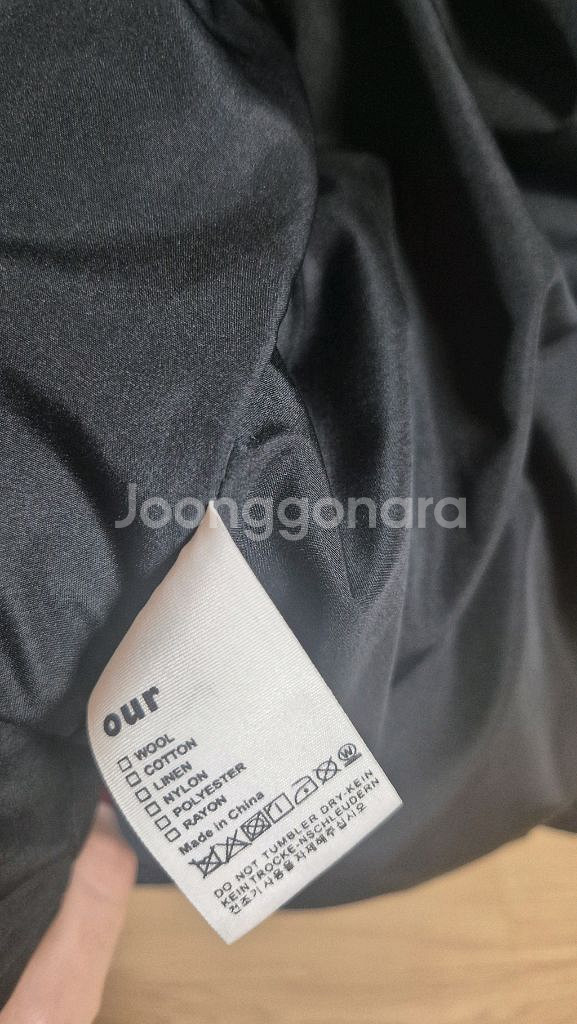 Joonggonara
our
WOOL
COTTON
LINEN
NYLON
POLYESTER
RAYON
Made in China
W
DO NOT TUMBLER DRY-KEIN
KEIN TROCKE-NSCHLEUDERN
건조기 사용을 자제해주십시오